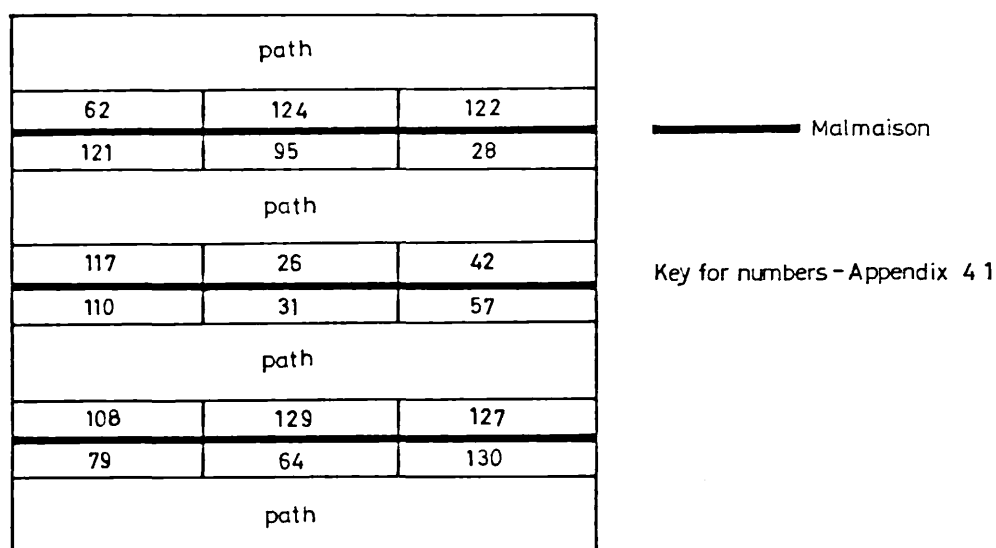 path
62 124 122
Malmaison
121 95 28
path
117 26 42
Key for numbers - Appendix 4 1
110 31 57
path
108 129 127
79 64 130
path